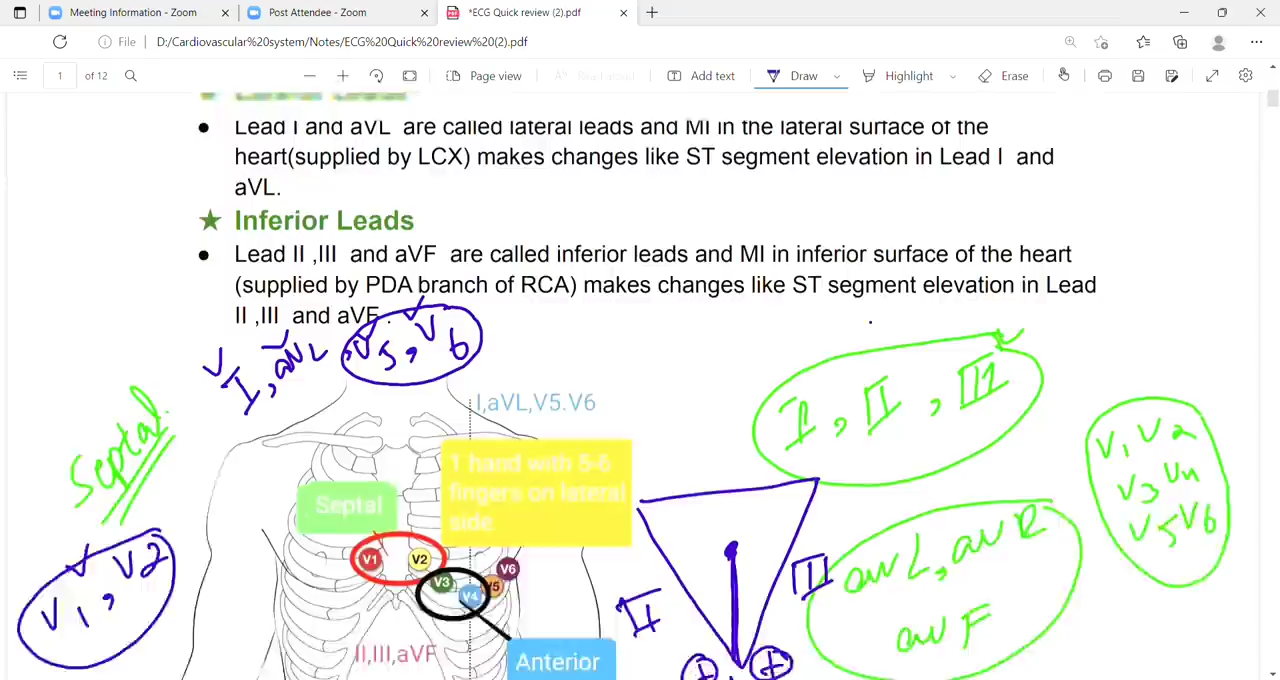 Meeting Information - Zoom
Post Attendee - Zoom
*ECG Quick review (2).pdf
File D:/Cardiovascular%20system/Notes/ECG%20Quick%20review%20(2).pdf
1 of 12 Page view Add text Draw Highlight Erase
Lead I and aVL are called lateral leads and MI in the lateral surface of the
heart(supplied by LCX) makes changes like ST segment elevation in Lead I and
aVL.
★ Inferior Leads
Lead II ,III and aVF are called inferior leads and MI in inferior surface of the heart
(supplied by PDA branch of RCA) makes changes like ST segment elevation in Lead
II ,III and aVF .
I, aVL, V5, V6
I,aVL,V5.V6
I, II, III
V1 V2
V3 V4
V5 V6
Septal
1 hand with 5-6
fingers on lateral
side
Septal
V1 V2
V3 V4 V5 V6
V1, V2
II
III
aVL, aVR
aVF
II,III,aVF
Anterior
+ +